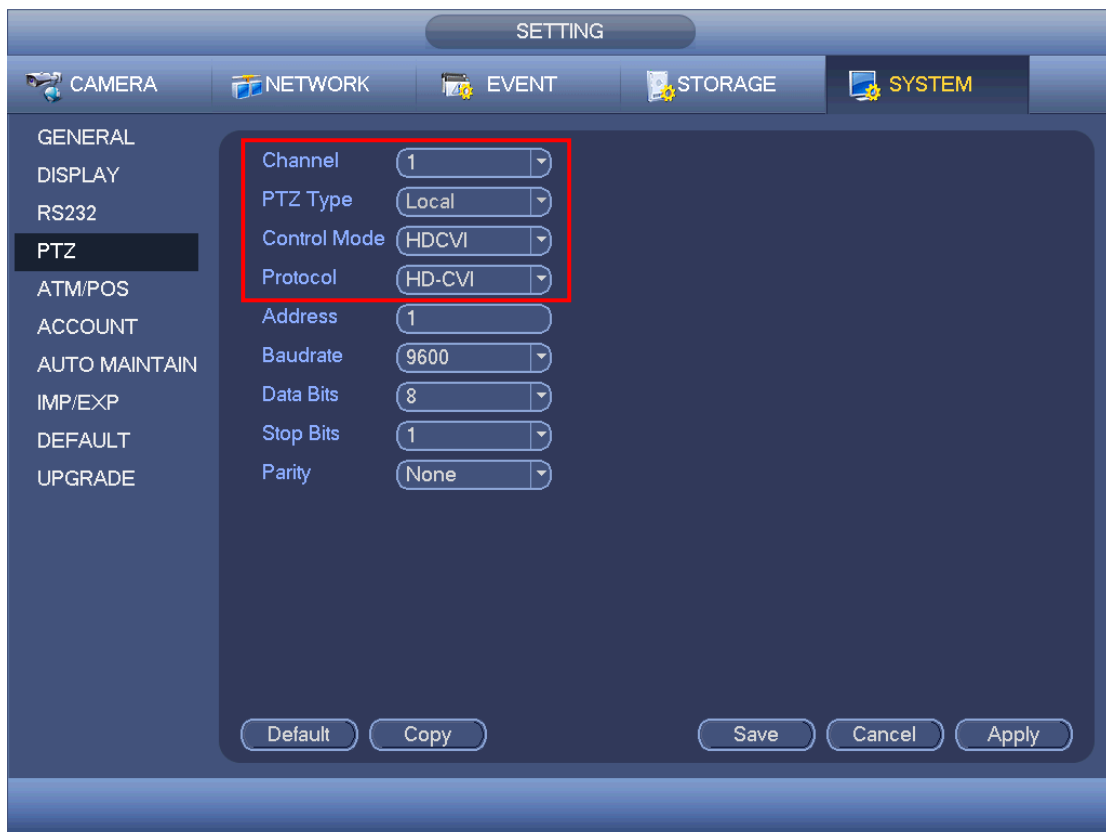 SETTING
CAMERA NETWORK EVENT STORAGE SYSTEM
GENERAL
DISPLAY
RS232
PTZ
ATM/POS
ACCOUNT
AUTO MAINTAIN
IMP/EXP
DEFAULT
UPGRADE
Channel 1
PTZ Type Local
Control Mode HDCVI
Protocol HD-CVI
Address 1
Baudrate 9600
Data Bits 8
Stop Bits 1
Parity None
Default Copy Save Cancel Apply